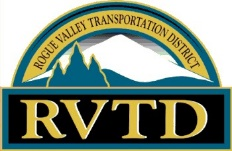 ROGUE VALLEY TRANSPORTATION DISTRICT
RVTD